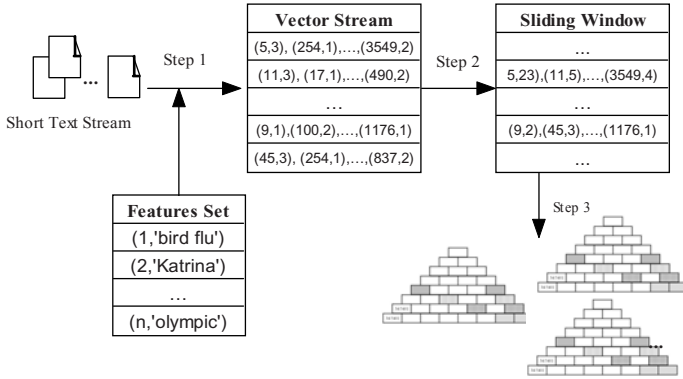 Short Text Stream
...
Step 1
Vector Stream
(5,3), (254,1),...,(3549,2)
(11,3), (17,1),...,(490,2)
...
(9,1),(100,2),...,(1176,1)
(45,3), (254,1),...,(837,2)
Step 2
Sliding Window
...
5,23),(11,5),...,(3549,4)
(9,2),(45,3),...,(1176,1)
...
Features Set
(1,'bird flu')
(2,'Katrina')
...
(n,'olympic')
Step 3
...